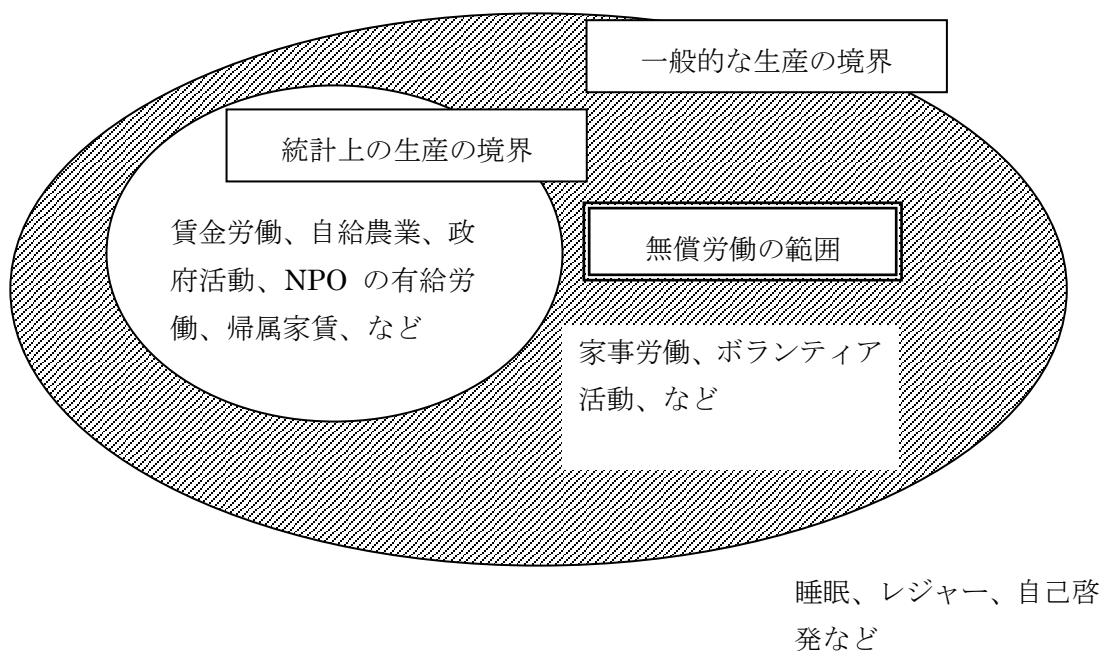 一般的な生産の境界
統計上の生産の境界
賃金労働、自給農業、政
府活動、NPO の有給労
働、帰属家賃、など
無償労働の範囲
家事労働、ボランティア
活動、など
睡眠、レジャー、自己啓
発など